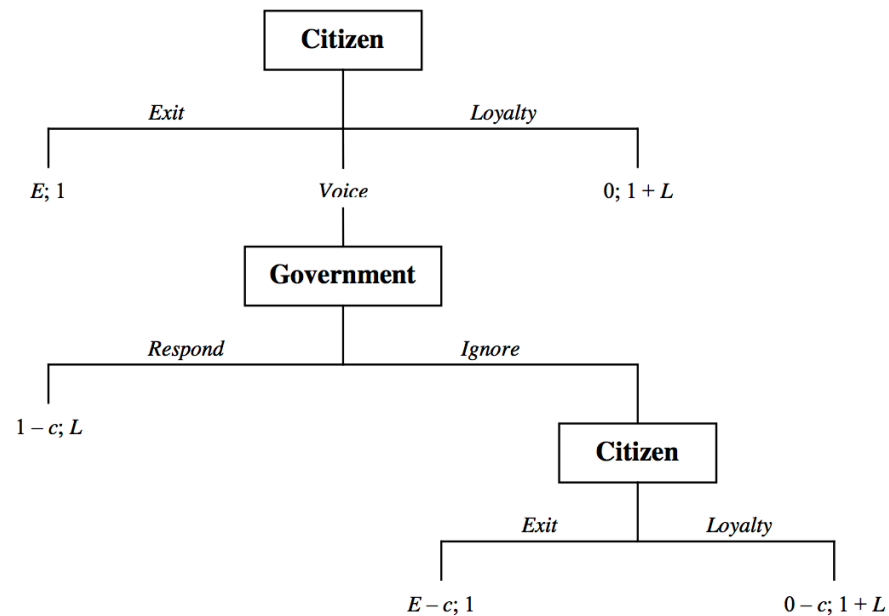 Citizen
Exit
Loyalty
E; 1
Voice
0; 1 + L
Government
Respond
Ignore
1 – c; L
Citizen
Exit
Loyalty
E – c; 1
0 – c; 1 + L